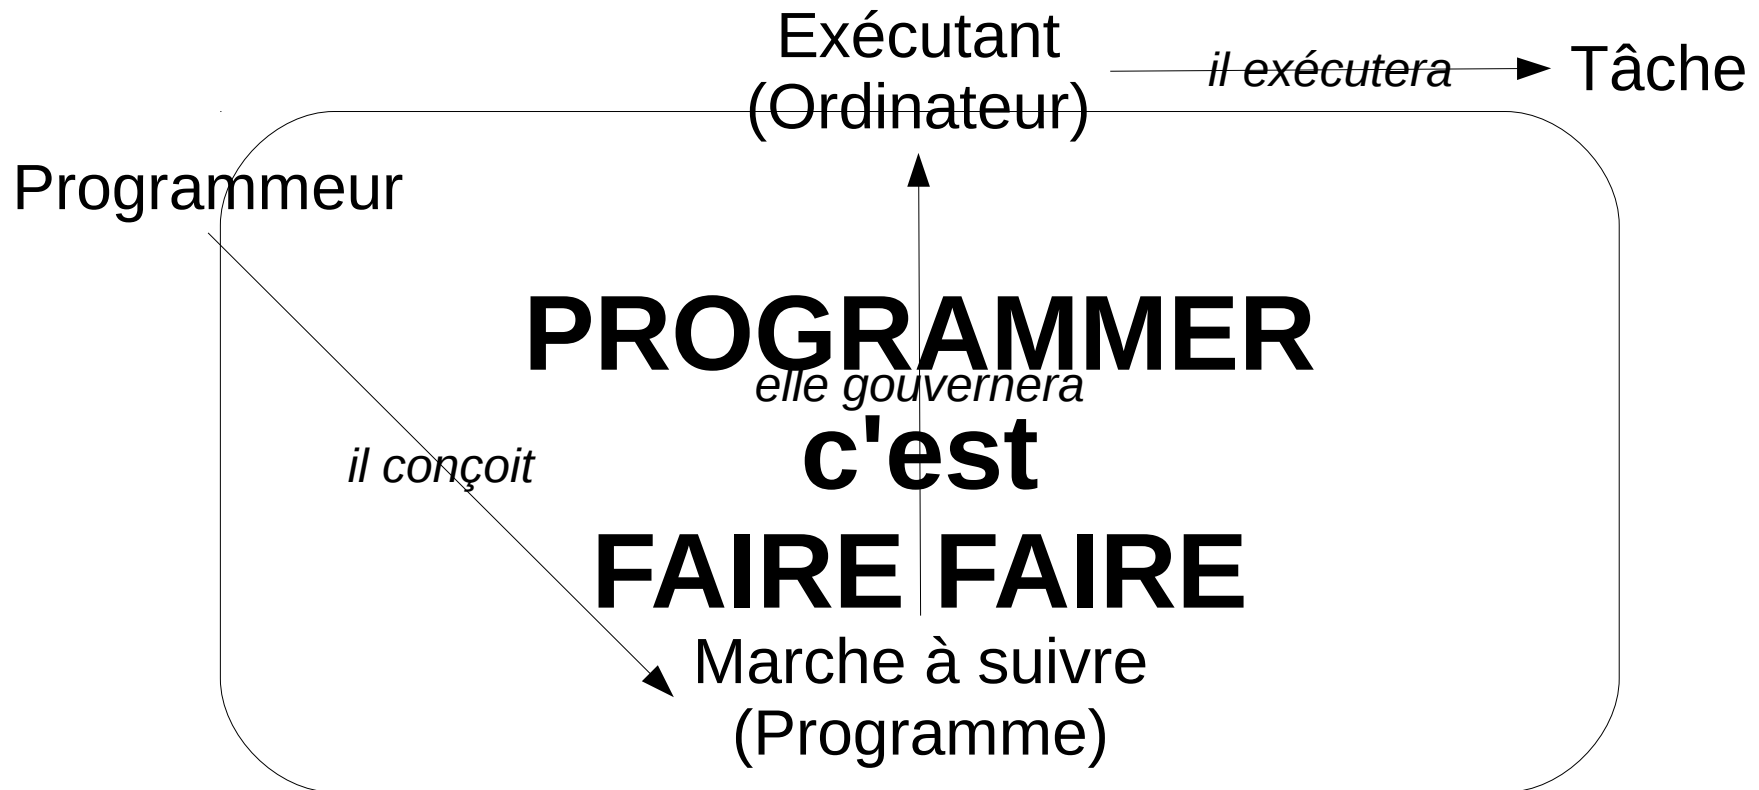 Exécutant
(Ordinateur)
il exécutera
Tâche
Programmeur
PROGRAMMER
elle gouvernera
c'est
il conçoit
FAIRE FAIRE
Marche à suivre
(Programme)